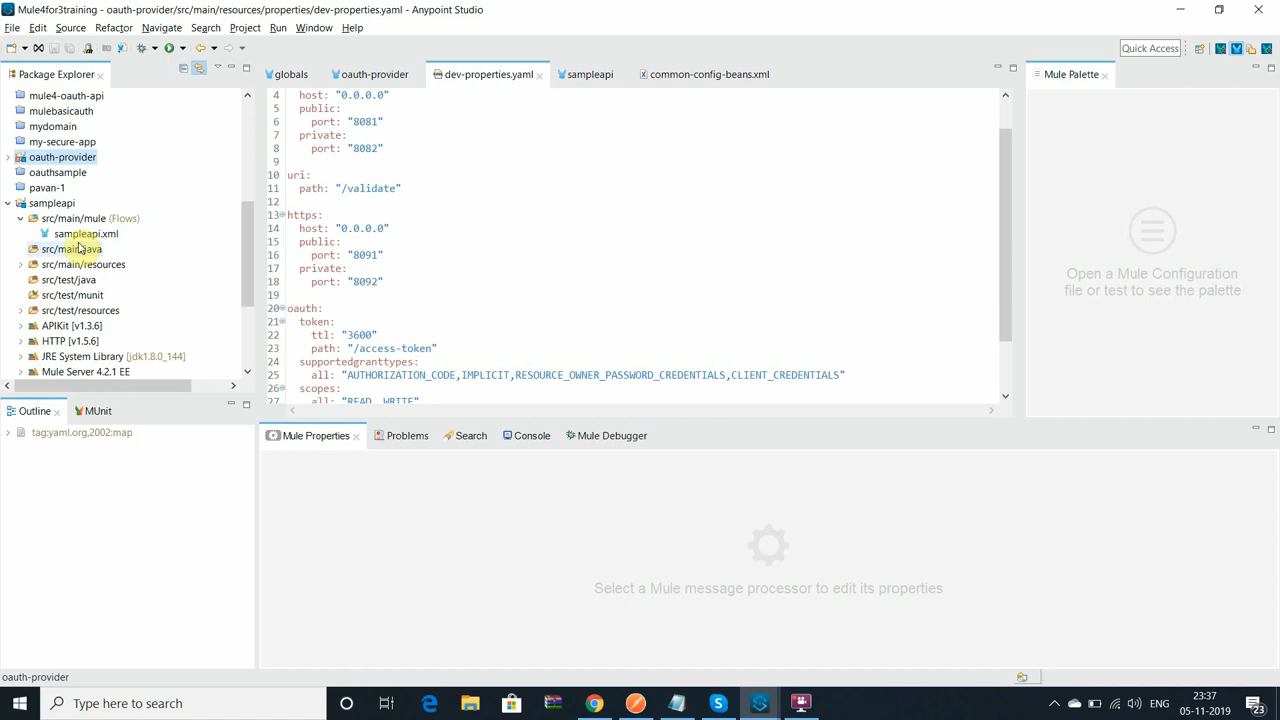 Mule4for3training - oauth-provider/src/main/resources/properties/dev-properties.yaml - Anypoint Studio
File Edit Source Refactor Navigate Search Project Run Window Help
Quick Access
Package Explorer
mule4-oauth-api
mulebasicauth
mydomain
my-secure-app
oauth-provider
oauthsample
pavan-1
sampleapi
src/main/mule (Flows)
sampleapi.xml
src/main/java
src/main/resources
src/test/java
src/test/munit
src/test/resources
APIKit [v1.3.6]
HTTP [v1.5.6]
JRE System Library [jdk1.8.0_144]
Mule Server 4.2.1 EE
globals oauth-provider dev-properties.yaml sampleapi common-config-beans.xml
4 host: "0.0.0.0"
5 public:
6 port: "8081"
7 private:
8 port: "8082"
9
10 uri:
11 path: "/validate"
12
13 https:
14 host: "0.0.0.0"
15 public:
16 port: "8091"
17 private:
18 port: "8092"
19
20 oauth:
21 token:
22 ttl: "3600"
23 path: "/access-token"
24 supportedgranttypes:
25 all: "AUTHORIZATION_CODE,IMPLICIT,RESOURCE_OWNER_PASSWORD_CREDENTIALS,CLIENT_CREDENTIALS"
26 scopes:
27 all: "READ, WRITE"
Mule Palette
Open a Mule Configuration
file or test to see the palette
Outline MUnit
tag:yaml.org,2002:map
Mule Properties Problems Search Console Mule Debugger
Select a Mule message processor to edit its properties
oauth-provider
Type here to search
ENG
23:37
05-11-2019
23